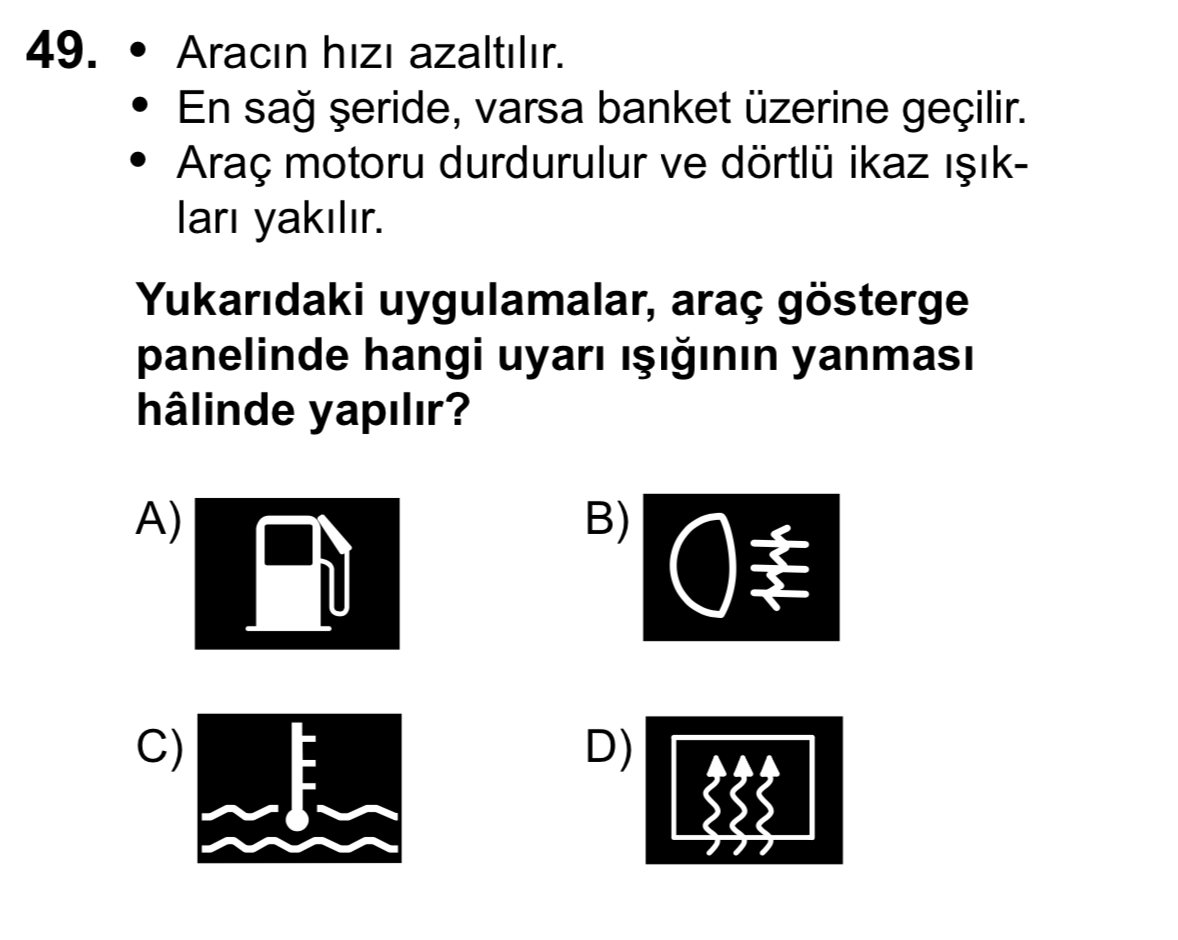 49. • Aracın hızı azaltılır.
• En sağ şeride, varsa banket üzerine geçilir.
• Araç motoru durdurulur ve dörtlü ikaz ışık-
ları yakılır.
Yukarıdaki uygulamalar, araç gösterge
panelinde hangi uyarı ışığının yanması
hâlinde yapılır?
A) B)
C) D)